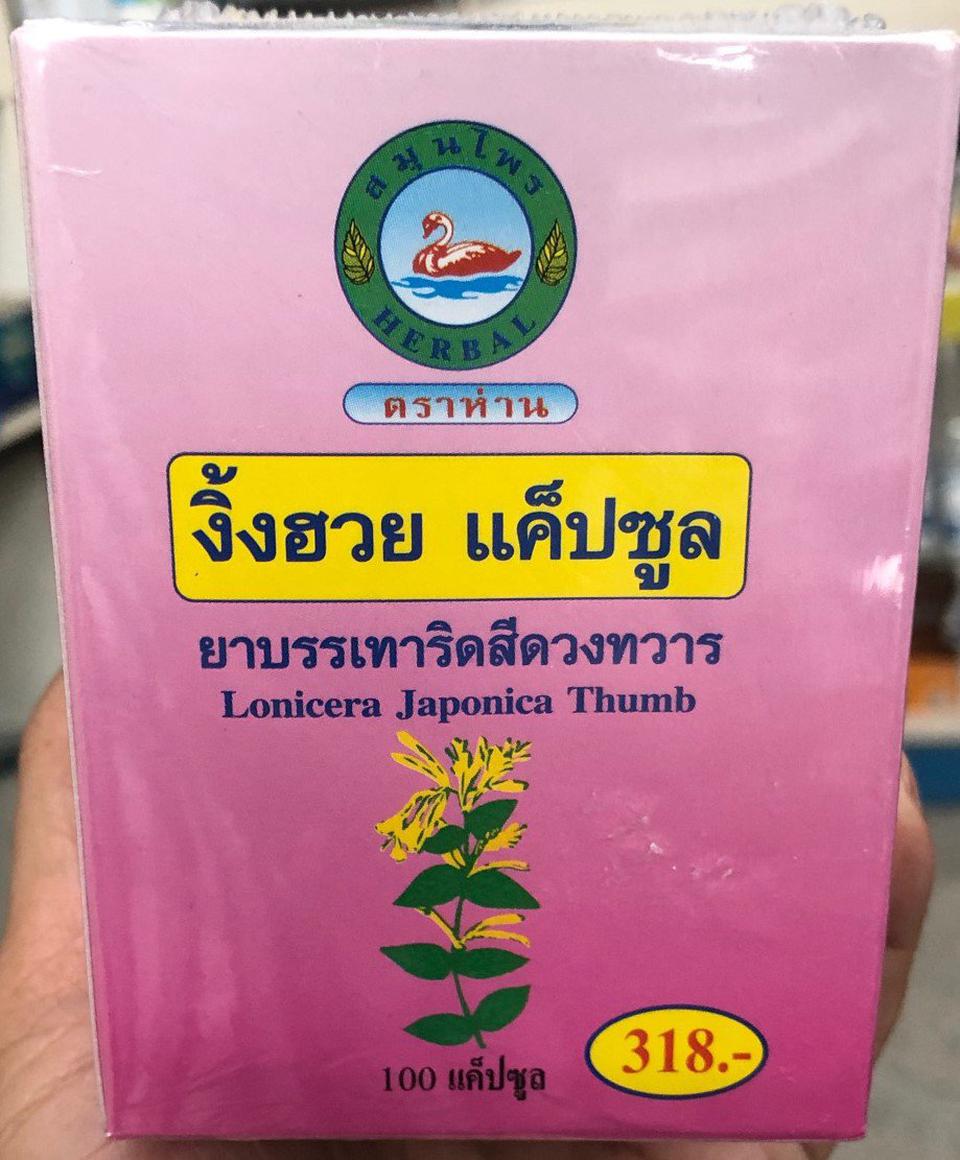 สมุนไพร
HERBAL
ตราห่าน
งิ้งฮวย แค็ปซูล
ยาบรรเทาริดสีดวงทวาร
Lonicera Japonica Thumb
100 แค็ปซูล
318.-